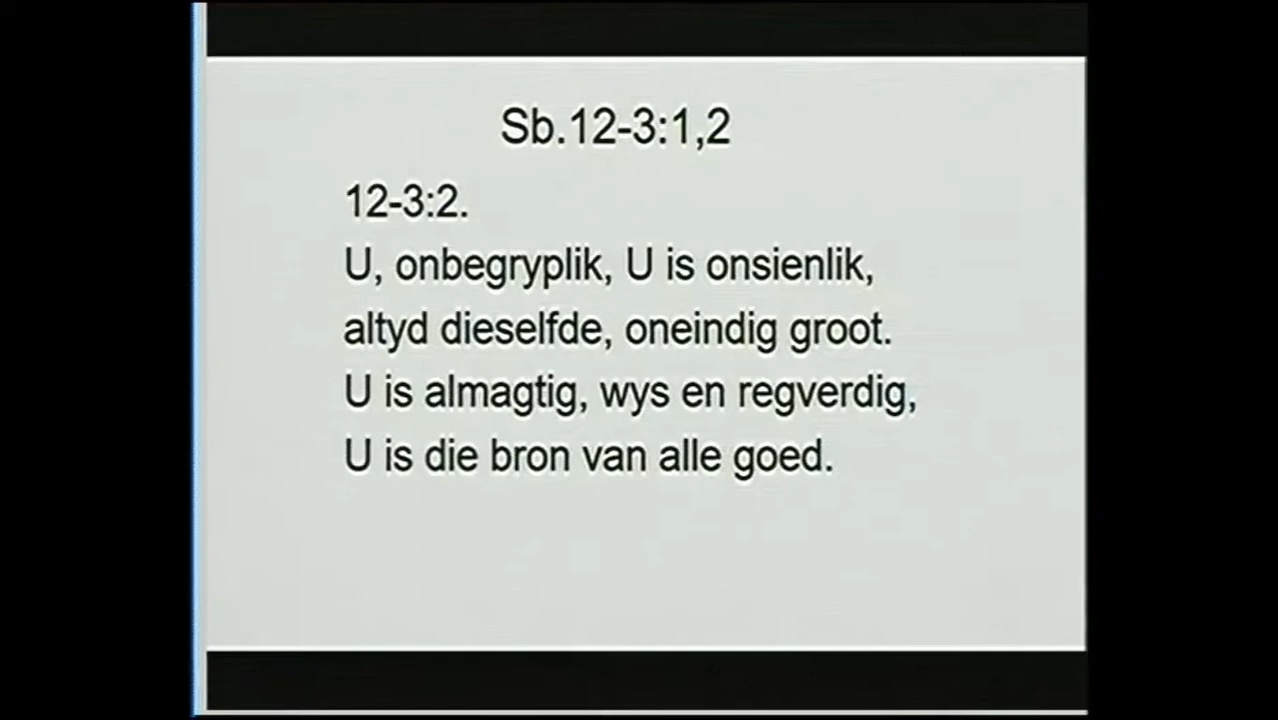 Sb.12-3:1,2
12-3:2.
U, onbegryplik, U is onsienlik,
altyd dieselfde, oneindig groot.
U is almagtig, wys en regverdig,
U is die bron van alle goed.